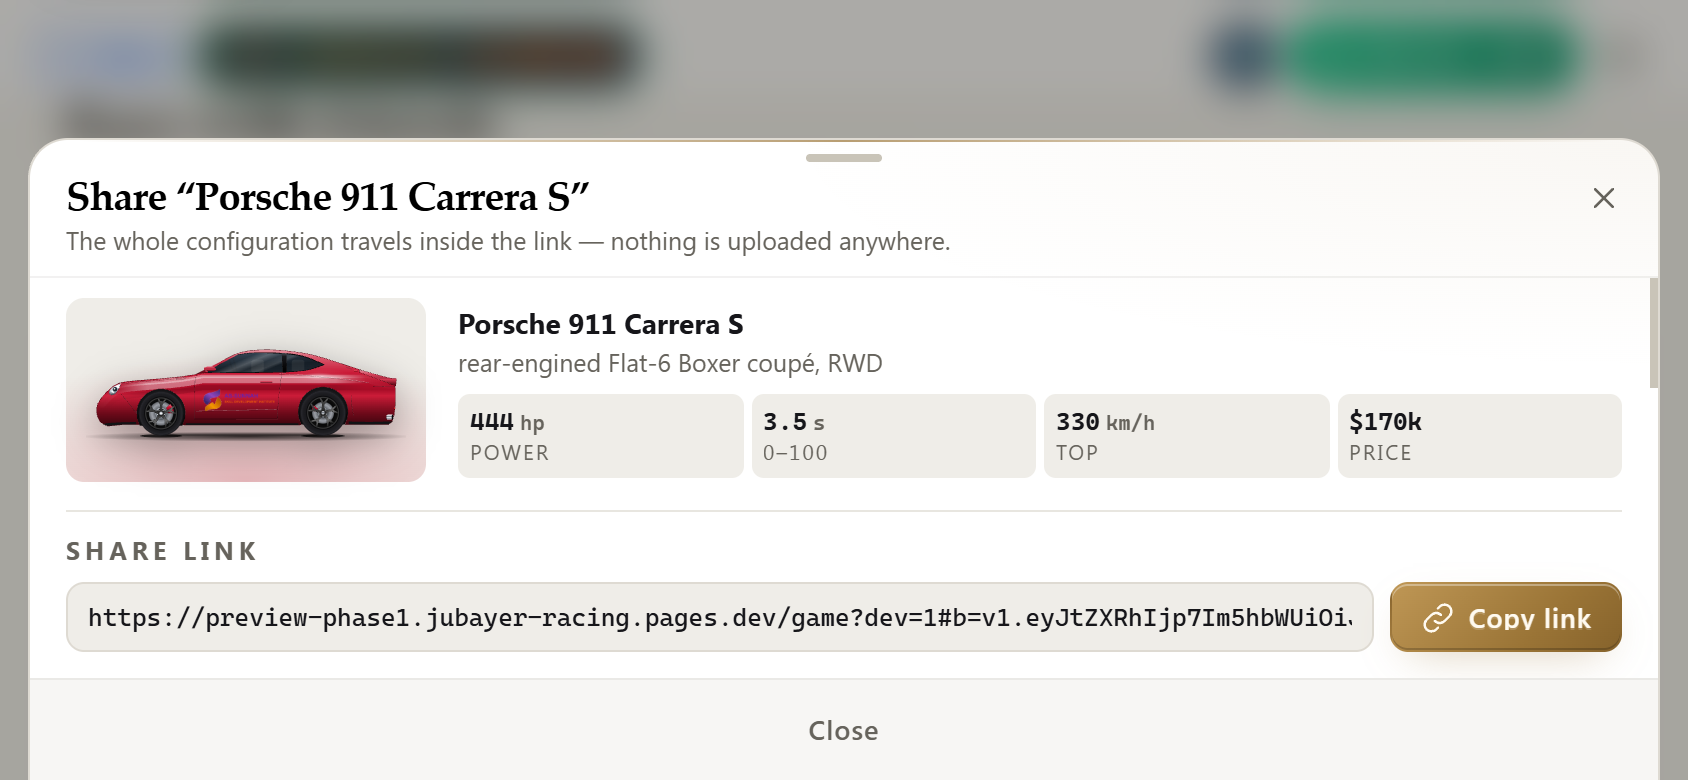 Share “Porsche 911 Carrera S”
The whole configuration travels inside the link — nothing is uploaded anywhere.
Porsche 911 Carrera S
rear-engined Flat-6 Boxer coupé, RWD
444 hp
POWER
3.5 s
0–100
330 km/h
TOP
$170k
PRICE
SHARE LINK
https://preview-phase1.jubayer-racing.pages.dev/game?dev=1#b=v1.eyJtZXRhIjp7Im5hbWUiOi
Copy link
Close